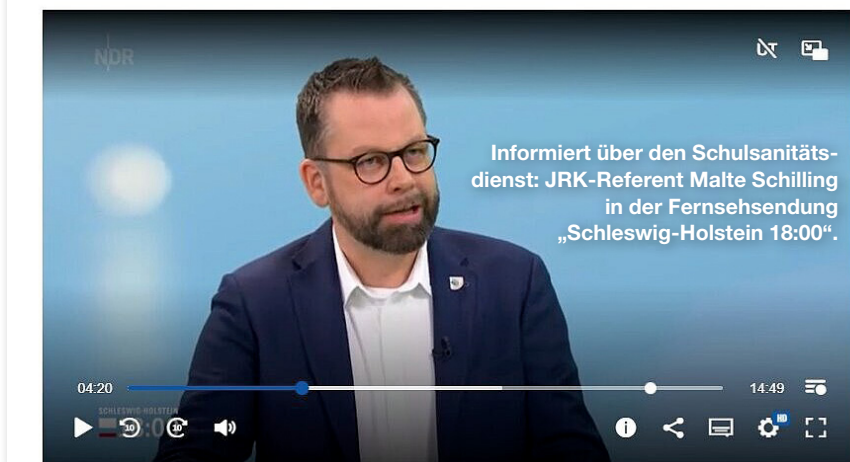 NDR
Informiert über den Schulsanitäts-
dienst: JRK-Referent Malte Schilling
in der Fernsehsendung
„Schleswig-Holstein 18:00“.
04:20
14:49
SCHLESWIG-HOLSTEIN
10
10
HD